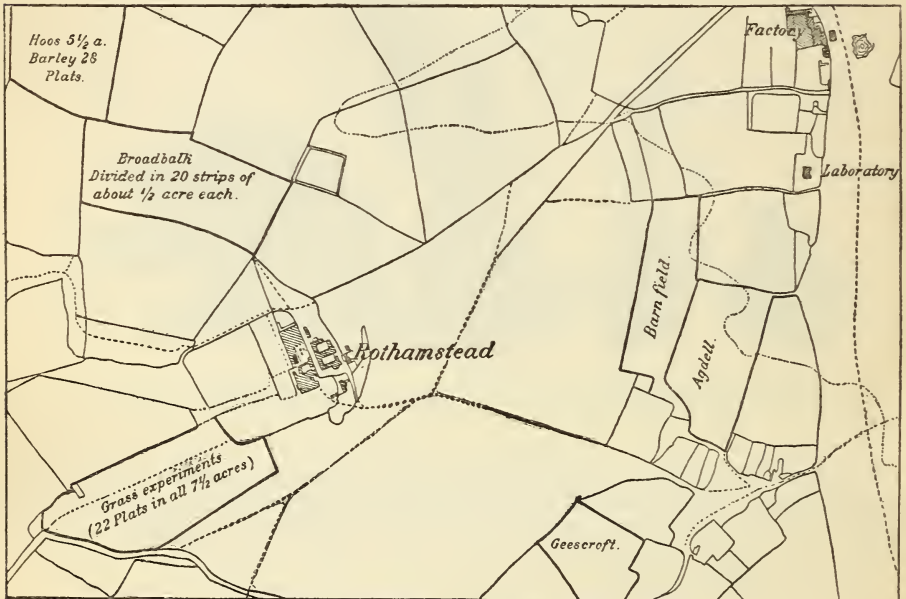 Hoos 5½ a.
Barley 28
Plats.
Factory
Broadbalk
Divided in 20 strips of
about ½ acre each.
Laboratory
Barn field.
Agdell.
Rothamstead
Grass experiments
(22 Plats in all 7½ acres)
Geescroft.